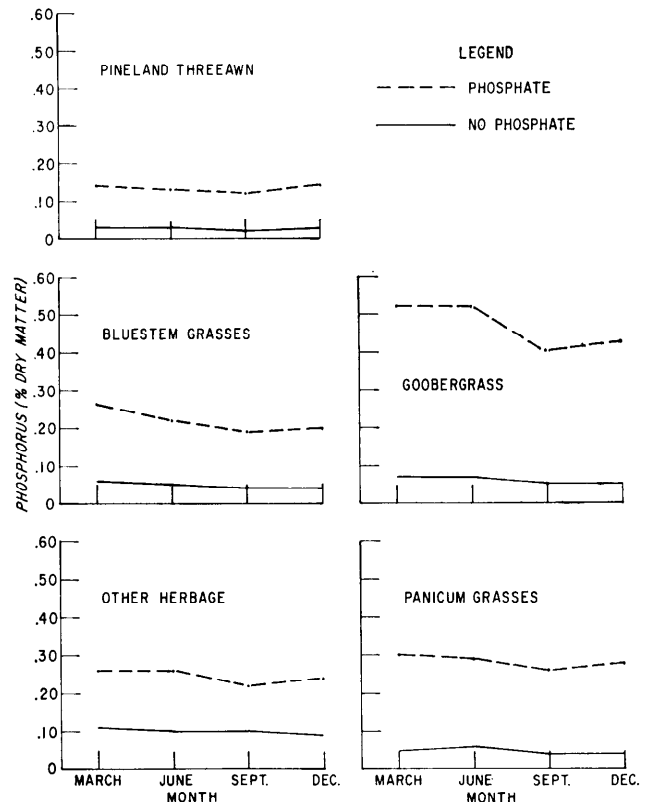 .60
.50
.40
.30
.20
.10
0
PINELAND THREEAWN
LEGEND
PHOSPHATE
NO PHOSPHATE
PHOSPHORUS (% DRY MATTER)
.60
.50
.40
.30
.20
.10
0
BLUESTEM GRASSES
GOOBERGRASS
.60
.50
.40
.30
.20
.10
0
OTHER HERBAGE
PANICUM GRASSES
MARCH JUNE SEPT. DEC.
MONTH
MARCH JUNE SEPT. DEC.
MONTH